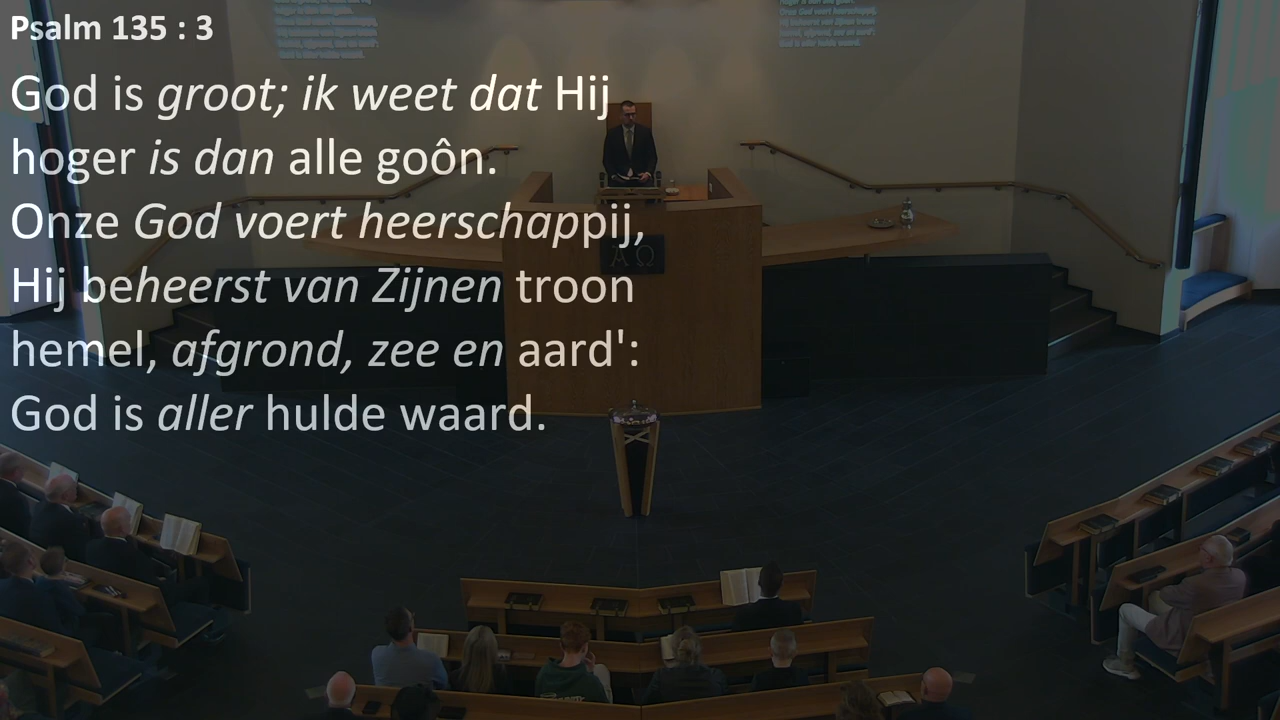 Psalm 135 : 3
God is groot; ik weet dat Hij
hoger is dan alle goôn.
Onze God voert heerschappij,
Hij beheerst van Zijnen troon
hemel, afgrond, zee en aard':
God is aller hulde waard.
ΑΩ